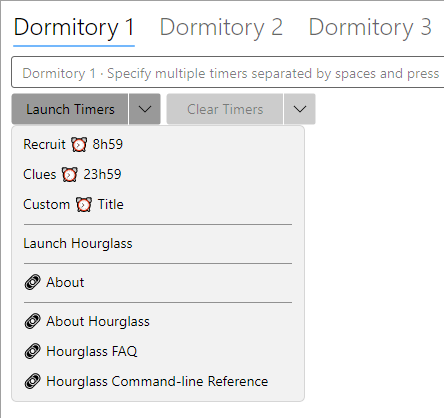 Dormitory 1 Dormitory 2 Dormitory 3
Dormitory 1 · Specify multiple timers separated by spaces and press
Launch Timers Clear Timers
Recruit ⏰ 8h59
Clues ⏰ 23h59
Custom ⏰ Title
Launch Hourglass
About
About Hourglass
Hourglass FAQ
Hourglass Command-line Reference